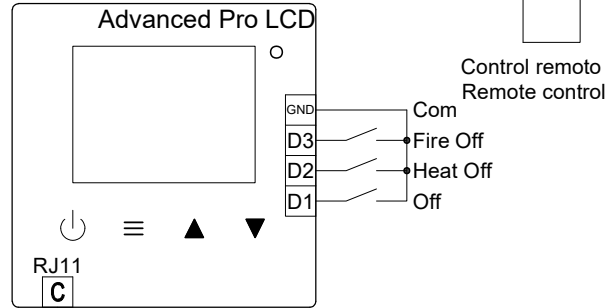 Advanced Pro LCD
Control remoto
Remote control
GND
Com
D3
Fire Off
D2
Heat Off
D1
Off
RJ11
C